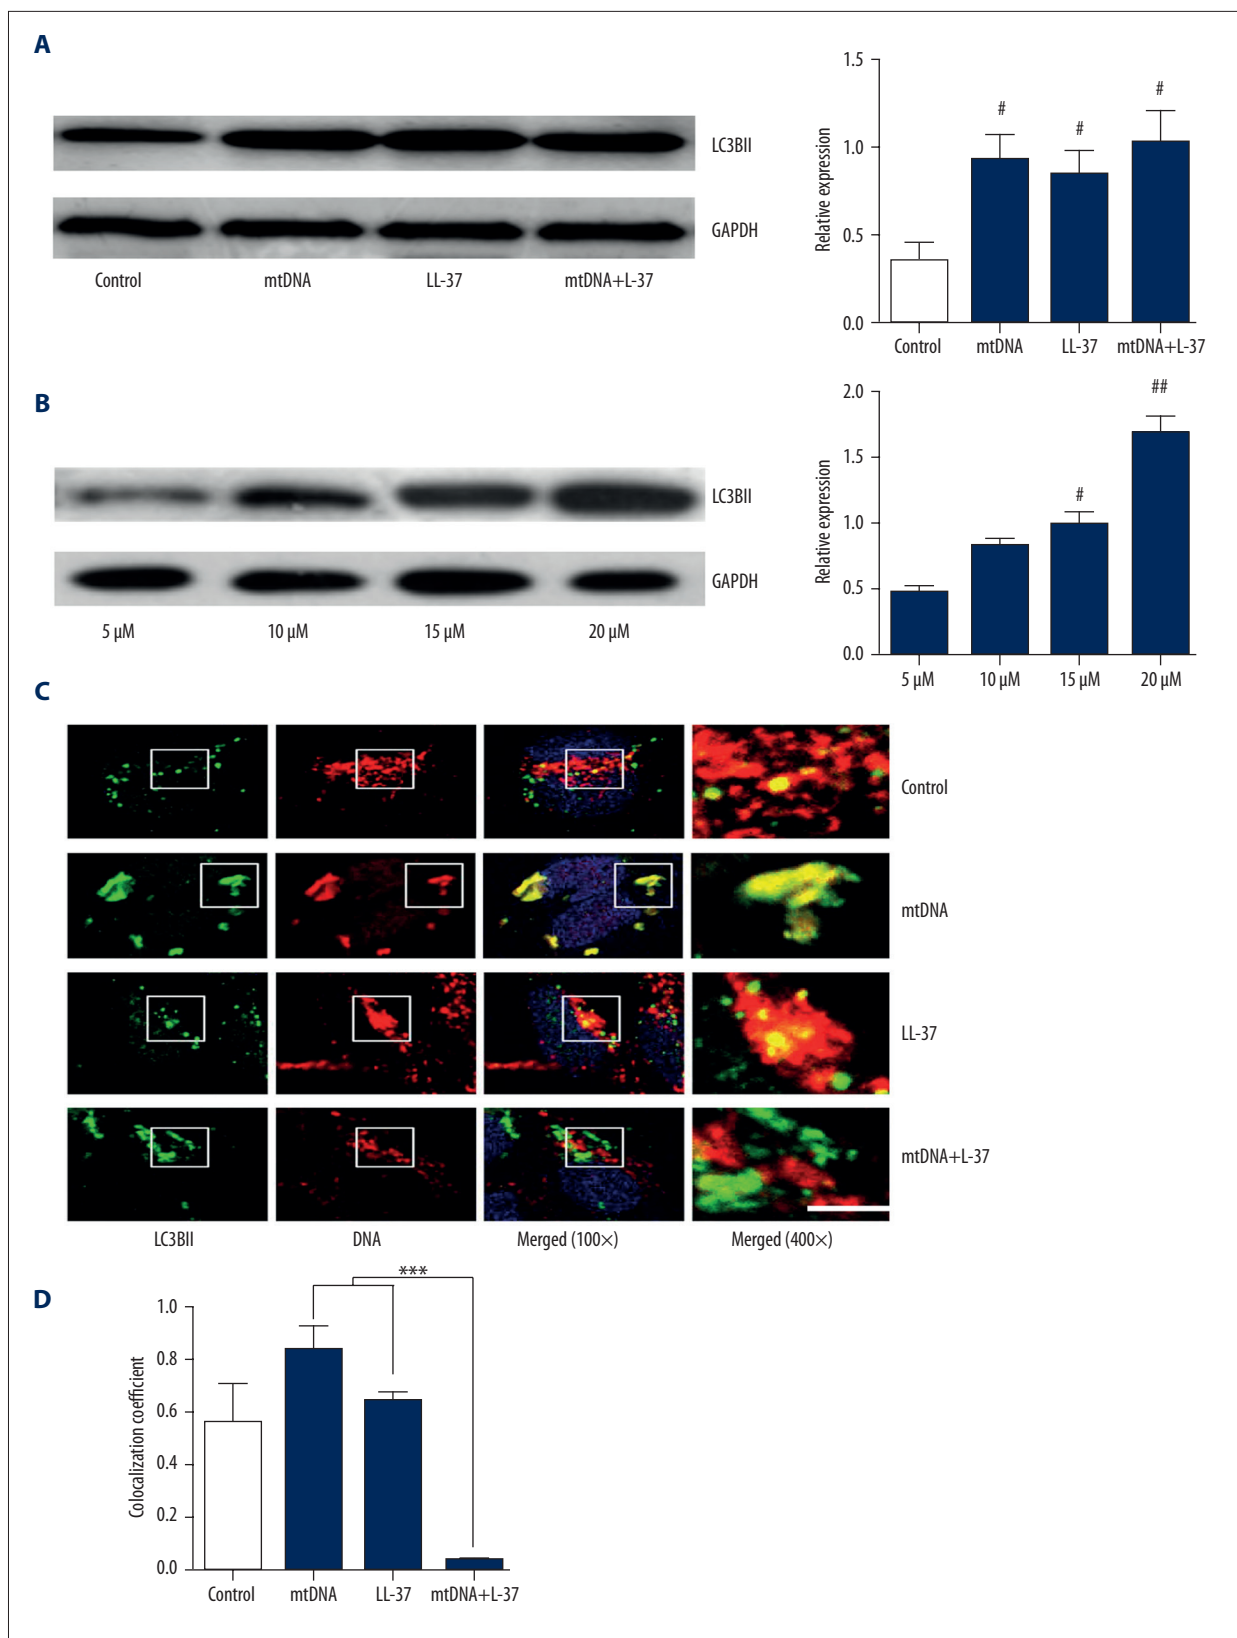 A
LC3BII
GAPDH
Control mtDNA LL-37 mtDNA+L-37
Relative expression
1.5
1.0
0.5
0.0
# # #
Control mtDNA LL-37 mtDNA+L-37
B
LC3BII
GAPDH
5 µM 10 µM 15 µM 20 µM
Relative expression
2.0
1.5
1.0
0.5
0.0
# ##
5 µM 10 µM 15 µM 20 µM
C
Control
mtDNA
LL-37
mtDNA+L-37
LC3BII DNA Merged (100×) Merged (400×)
D
Colocalization coefficient
1.0
0.8
0.6
0.4
0.2
0.0
***
Control mtDNA LL-37 mtDNA+L-37